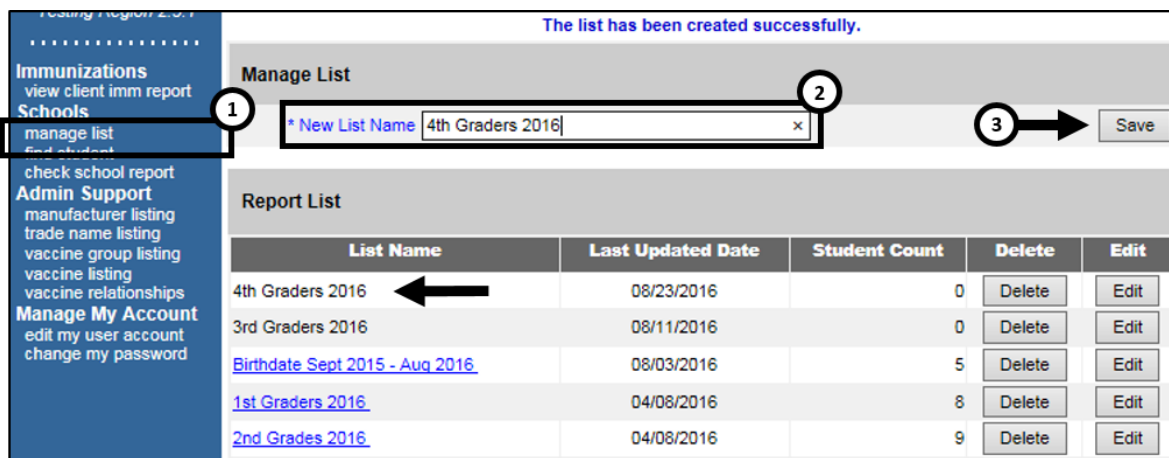 Testing Region 2.5.1
The list has been created successfully.
Immunizations
view client imm report
Schools
manage list
find student
check school report
Admin Support
manufacturer listing
trade name listing
vaccine group listing
vaccine listing
vaccine relationships
Manage My Account
edit my user account
change my password
1
Manage List
2
* New List Name 4th Graders 2016 ×
3
Save
Report List
List Name Last Updated Date Student Count Delete Edit
4th Graders 2016 08/23/2016 0 Delete Edit
3rd Graders 2016 08/11/2016 0 Delete Edit
Birthdate Sept 2015 - Aug 2016 08/03/2016 5 Delete Edit
1st Graders 2016 04/08/2016 8 Delete Edit
2nd Grades 2016 04/08/2016 9 Delete Edit